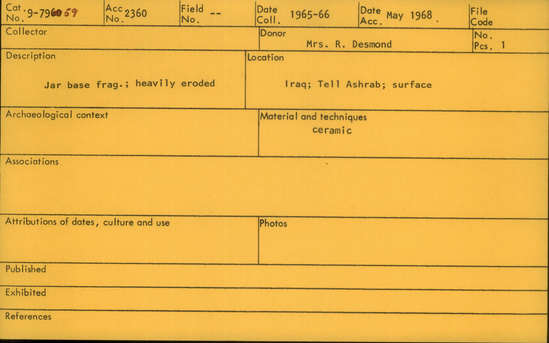 Cat. No. 9-7959 Acc No. 2360 Field No. -- Date Coll. 1965-66 Date Acc. May 1968 File Code
Collector
Donor Mrs. R. Desmond
No. Pcs. 1
Description
Jar base frag.; heavily eroded
Location
Iraq; Tell Ashrab; surface
Archaeological context
Material and techniques
ceramic
Associations
Attributions of dates, culture and use
Photos
Published
Exhibited
References